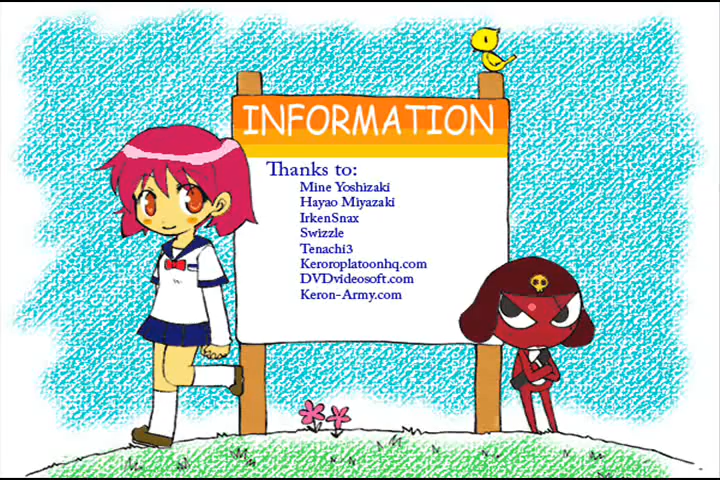 INFORMATION
Thanks to:
Mine Yoshizaki
Hayao Miyazaki
IrkenSnax
Swizzle
Tenachi3
Keroroplatoonhq.com
DVDvideosoft.com
Keron-Army.com